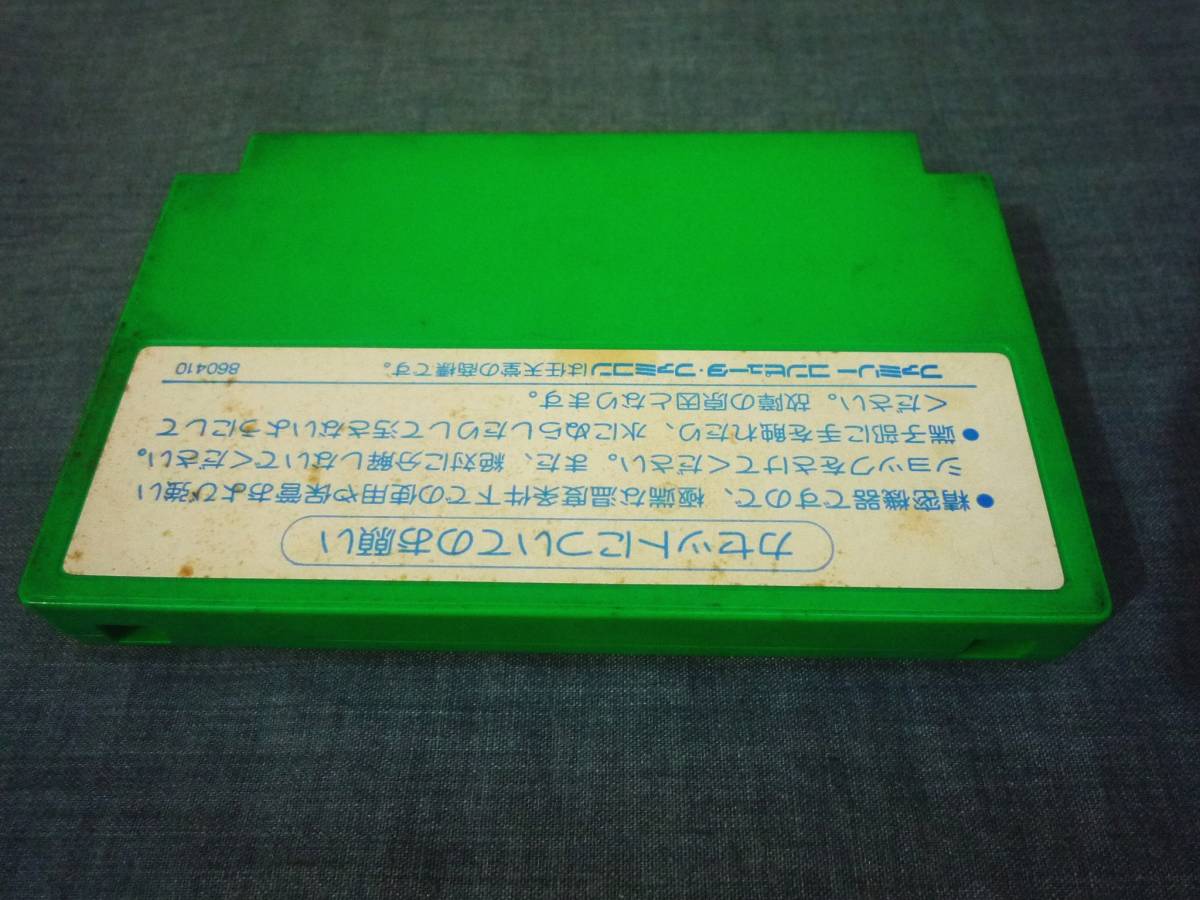 カセットについてのお願い
●精密機器ですので、極端な温度条件下での使用や保管および強い
ショックをさけてください。また、絶対に分解しないでください。
●端子部に手を触れたり、水にぬらしたりして汚さないようにして
ください。故障の原因となります。
ファミリーコンピュータ・ファミコンは任天堂の商標です。 860410